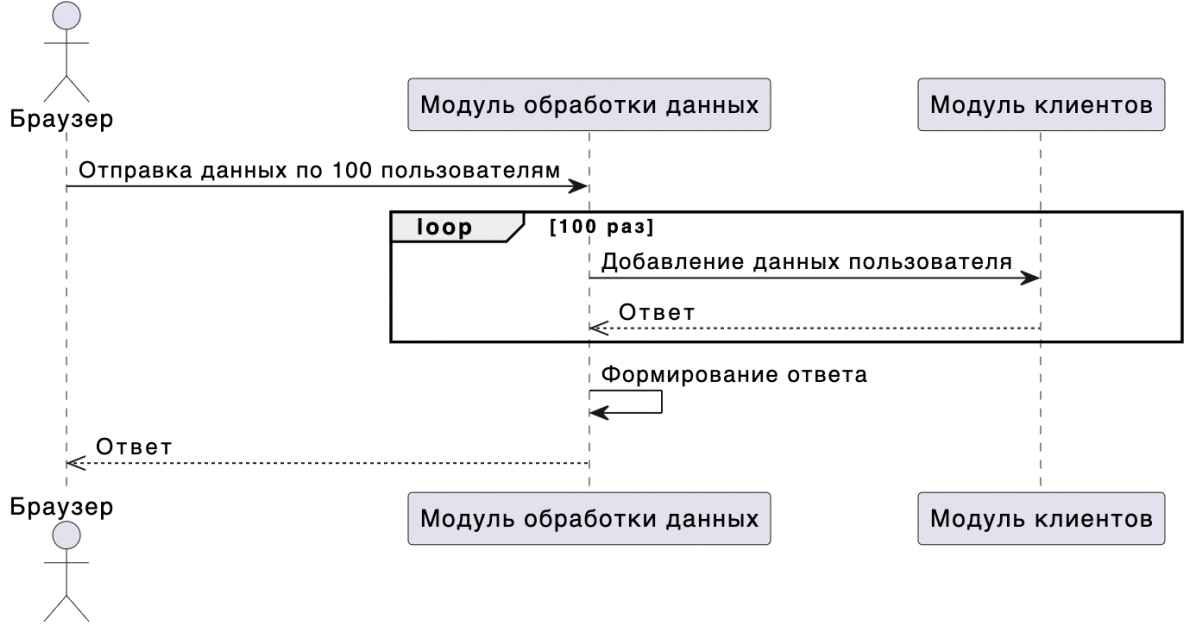 Браузер
Модуль обработки данных
Модуль клиентов
Отправка данных по 100 пользователям
loop
[100 раз]
Добавление данных пользователя
Ответ
Формирование ответа
Ответ
Браузер
Модуль обработки данных
Модуль клиентов